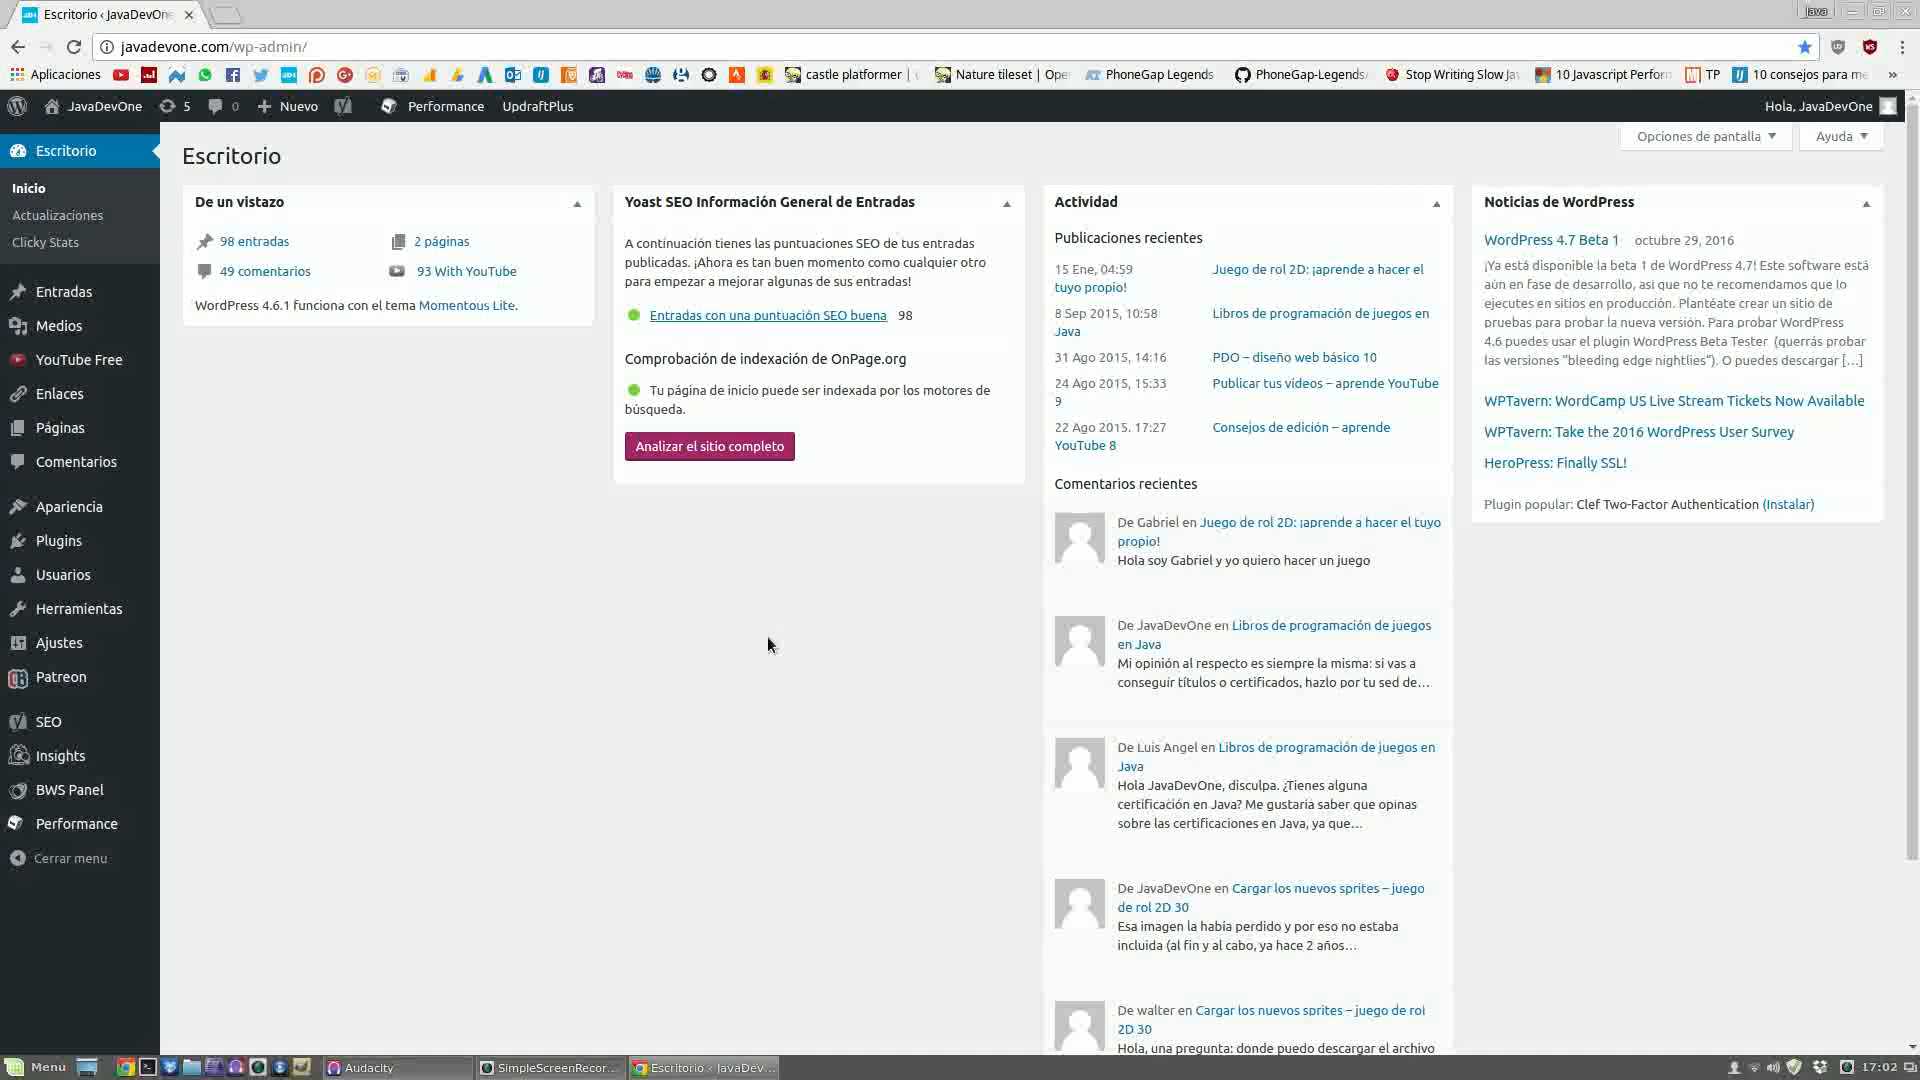 Escritorio ‹ JavaDevOne
Java
javadevone.com/wp-admin/
Aplicaciones
castle platformer |
Nature tileset | Ope
PhoneGap Legends
PhoneGap-Legends
Stop Writing Slow Ja
10 Javascript Perfor
TP
10 consejos para me
»
JavaDevOne
5
0
Nuevo
Performance
UpdraftPlus
Hola, JavaDevOne
Escritorio
Inicio
Actualizaciones
Clicky Stats
Entradas
Medios
YouTube Free
Enlaces
Páginas
Comentarios
Apariencia
Plugins
Usuarios
Herramientas
Ajustes
Patreon
SEO
Insights
BWS Panel
Performance
Cerrar menú
Opciones de pantalla
Ayuda
Escritorio
De un vistazo
98 entradas
2 páginas
49 comentarios
93 With YouTube
WordPress 4.6.1 funciona con el tema Momentous Lite.
Yoast SEO Información General de Entradas
A continuación tienes las puntuaciones SEO de tus entradas
publicadas. ¡Ahora es tan buen momento como cualquier otro
para empezar a mejorar algunas de sus entradas!
Entradas con una puntuación SEO buena 98
Comprobación de indexación de OnPage.org
Tu página de inicio puede ser indexada por los motores de
búsqueda.
Analizar el sitio completo
Actividad
Publicaciones recientes
15 Ene, 04:59 Juego de rol 2D: ¡aprende a hacer el
tuyo propio!
8 Sep 2015, 10:58 Libros de programación de juegos en
Java
31 Ago 2015, 14:16 PDO – diseño web básico 10
24 Ago 2015, 15:33 Publicar tus vídeos – aprende YouTube
9
22 Ago 2015, 17:27 Consejos de edición – aprende
YouTube 8
Comentarios recientes
De Gabriel en Juego de rol 2D: ¡aprende a hacer el tuyo
propio!
Hola soy Gabriel y yo quiero hacer un juego
De JavaDevOne en Libros de programación de juegos
en Java
Mi opinión al respecto es siempre la misma: si vas a
conseguir títulos o certificados, hazlo por tu sed de…
De Luis Angel en Libros de programación de juegos en
Java
Hola JavaDevOne, disculpa. ¿Tienes alguna
certificación en Java? Me gustaría saber que opinas
sobre las certificaciones en Java, ya que…
De JavaDevOne en Cargar los nuevos sprites – juego
de rol 2D 30
Esa imagen la había perdido y por eso no estaba
incluida (al fin y al cabo, ya hace 2 años…
De walter en Cargar los nuevos sprites – juego de rol
2D 30
Hola, una pregunta: donde puedo descargar el archivo
Noticias de WordPress
WordPress 4.7 Beta 1 octubre 29, 2016
¡Ya está disponible la beta 1 de WordPress 4.7! Este software está
aún en fase de desarrollo, así que no te recomendamos que lo
ejecutes en sitios en producción. Plantéate crear un sitio de
pruebas para probar la nueva versión. Para probar WordPress
4.6 puedes usar el plugin WordPress Beta Tester (querrás probar
las versiones “bleeding edge nightlies”). O puedes descargar […]
WPTavern: WordCamp US Live Stream Tickets Now Available
WPTavern: Take the 2016 WordPress User Survey
HeroPress: Finally SSL!
Plugin popular: Clef Two-Factor Authentication (Instalar)
Menú
Audacity
SimpleScreenRecor...
Escritorio ‹ JavaDev...
17:02